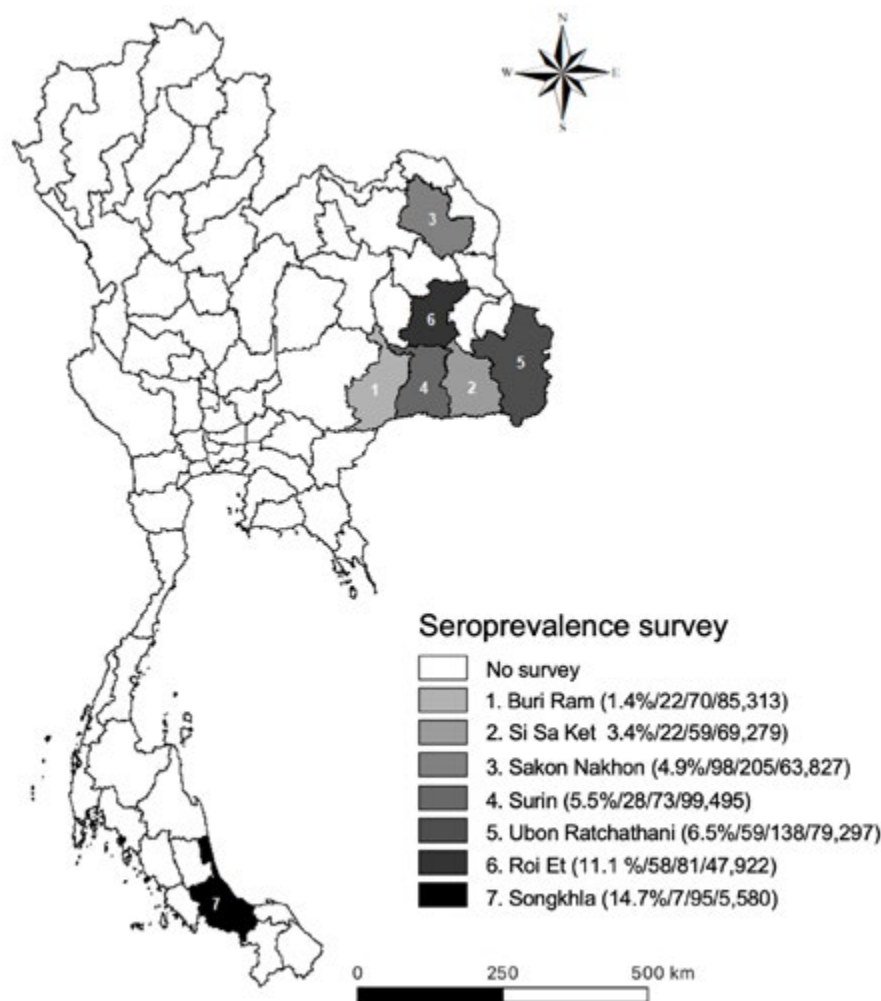 N
W E
S
3
6
5
1 4 2
7
Seroprevalence survey
No survey
1. Buri Ram (1.4%/22/70/85,313)
2. Si Sa Ket 3.4%/22/59/69,279)
3. Sakon Nakhon (4.9%/98/205/63,827)
4. Surin (5.5%/28/73/99,495)
5. Ubon Ratchathani (6.5%/59/138/79,297)
6. Roi Et (11.1 %/58/81/47,922)
7. Songkhla (14.7%/7/95/5,580)
0 250 500 km